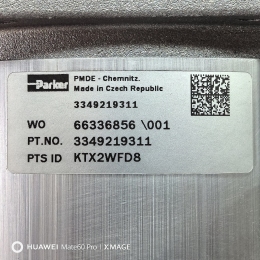 Parker
PMDE - Chemnitz.
Made in Czech Republic
3349219311
WO 66336856 \001
PT.NO. 3349219311
PTS ID KTX2WFD8
HUAWEI Mate50 Pro | XMAGE